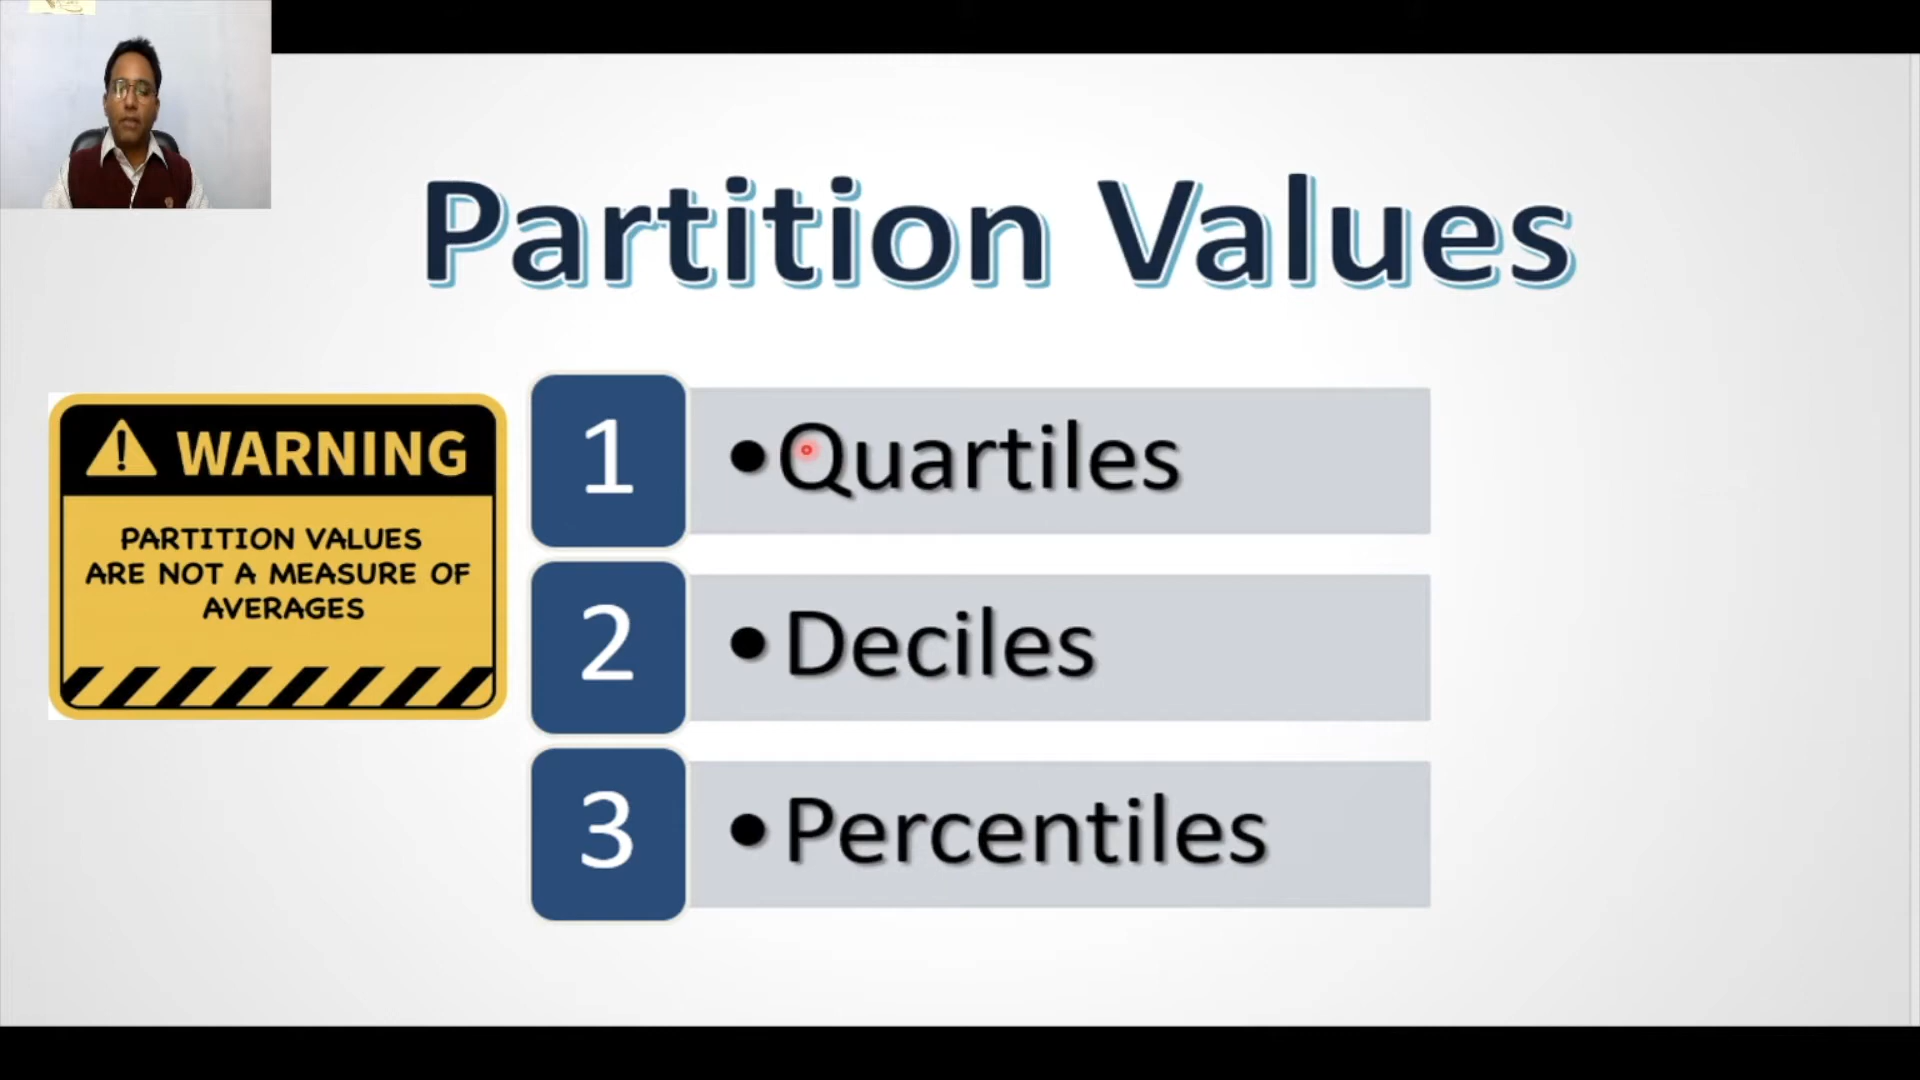 Partition Values
WARNING
PARTITION VALUES
ARE NOT A MEASURE OF
AVERAGES
1
•Quartiles
2
• Deciles
3
• Percentiles